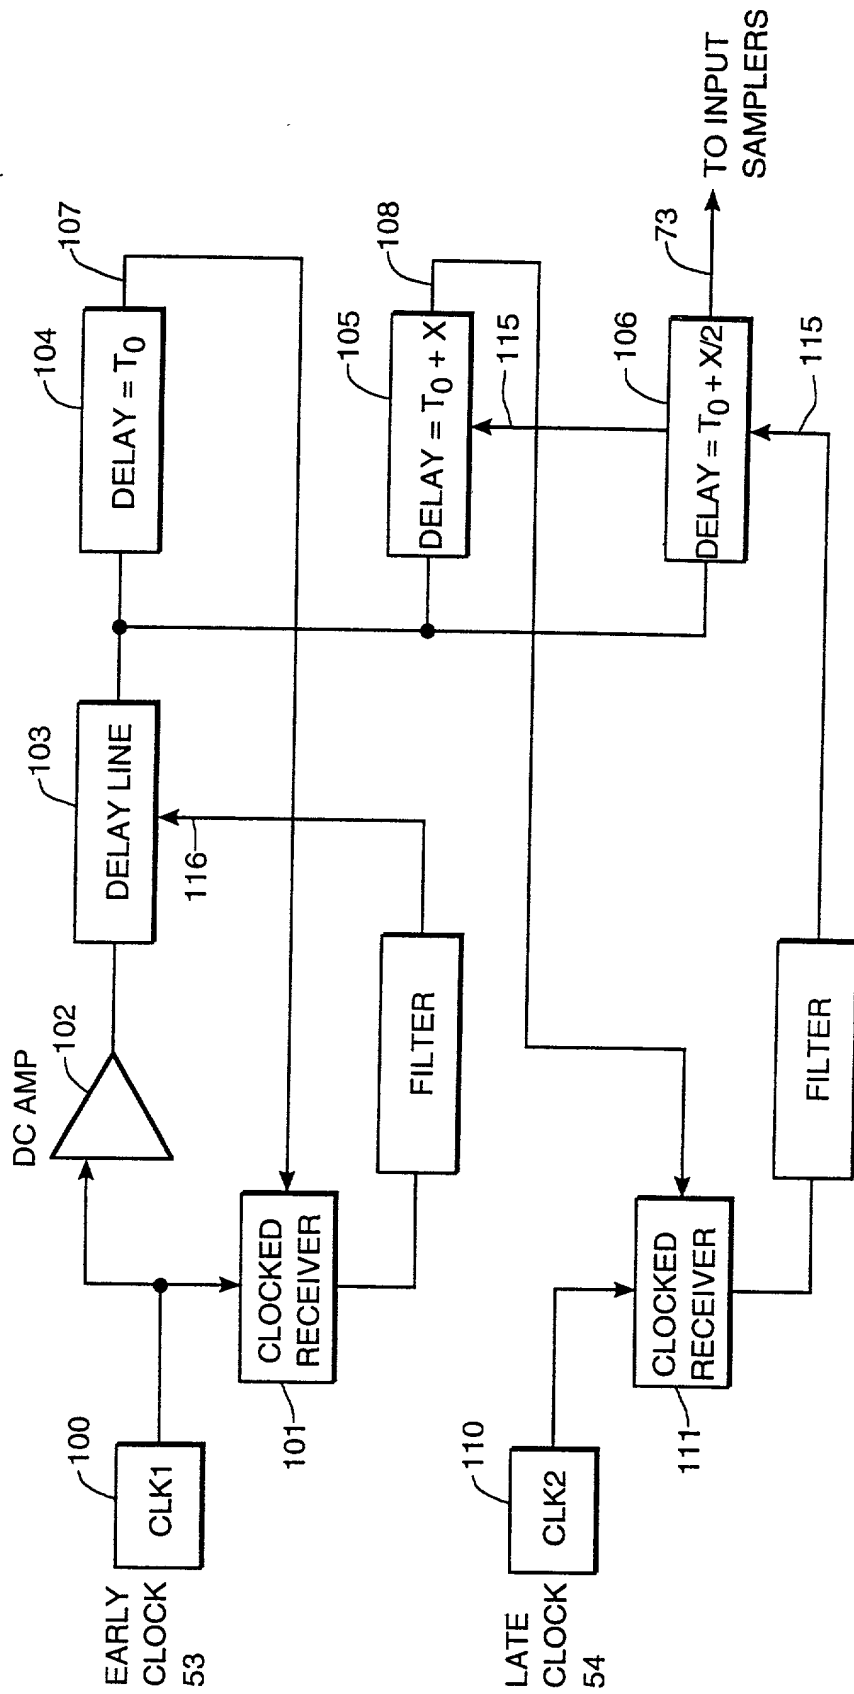 EARLY
CLOCK
53
100
CLK1
DC AMP
102
103
DELAY LINE
104
DELAY = T₀
107
101
CLOCKED
RECEIVER
116
FILTER
105
DELAY = T₀ + X
108
115
LATE
CLOCK
54
110
CLK2
111
CLOCKED
RECEIVER
FILTER
106
DELAY = T₀ + X/2
115
73
TO INPUT
SAMPLERS